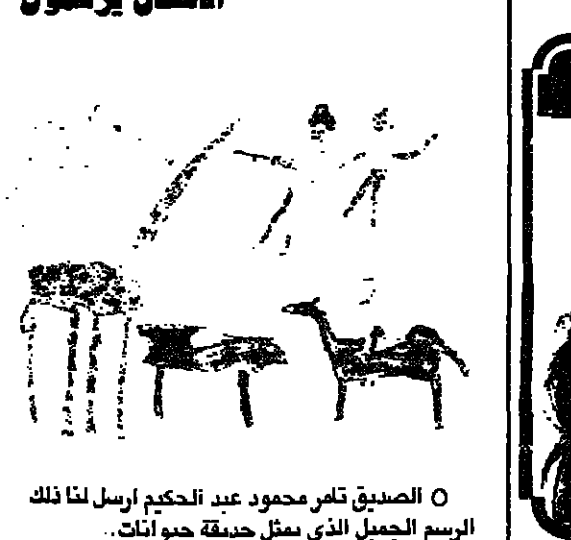 الأطفال يرسمون
○ الصديق تامر محمود عبد الحكيم ارسل لنا ذلك
الرسم الجميل الذي يمثل حديقة حيوانات..